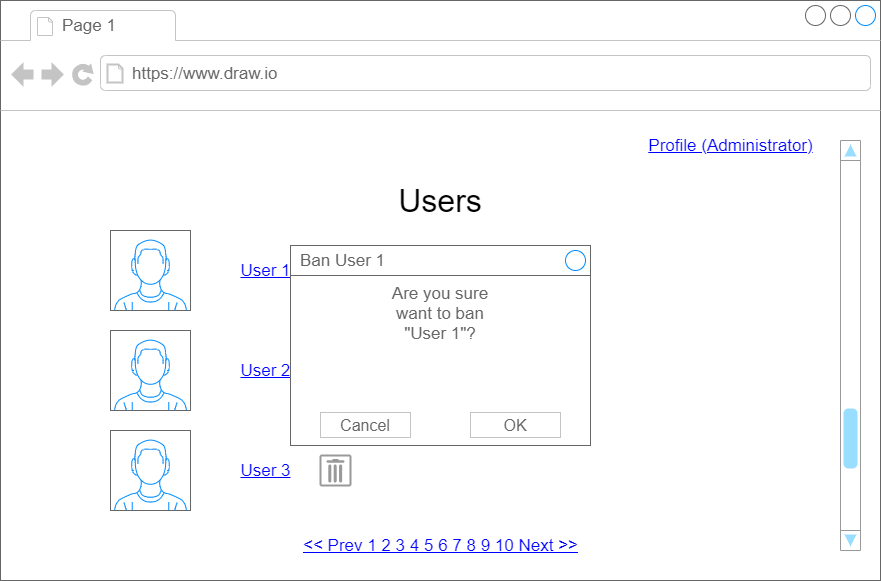 Page 1
https://www.draw.io
Profile (Administrator)
Users
User 1
Ban User 1
Are you sure
want to ban
"User 1"?
User 2
Cancel
OK
User 3
<< Prev 1 2 3 4 5 6 7 8 9 10 Next >>